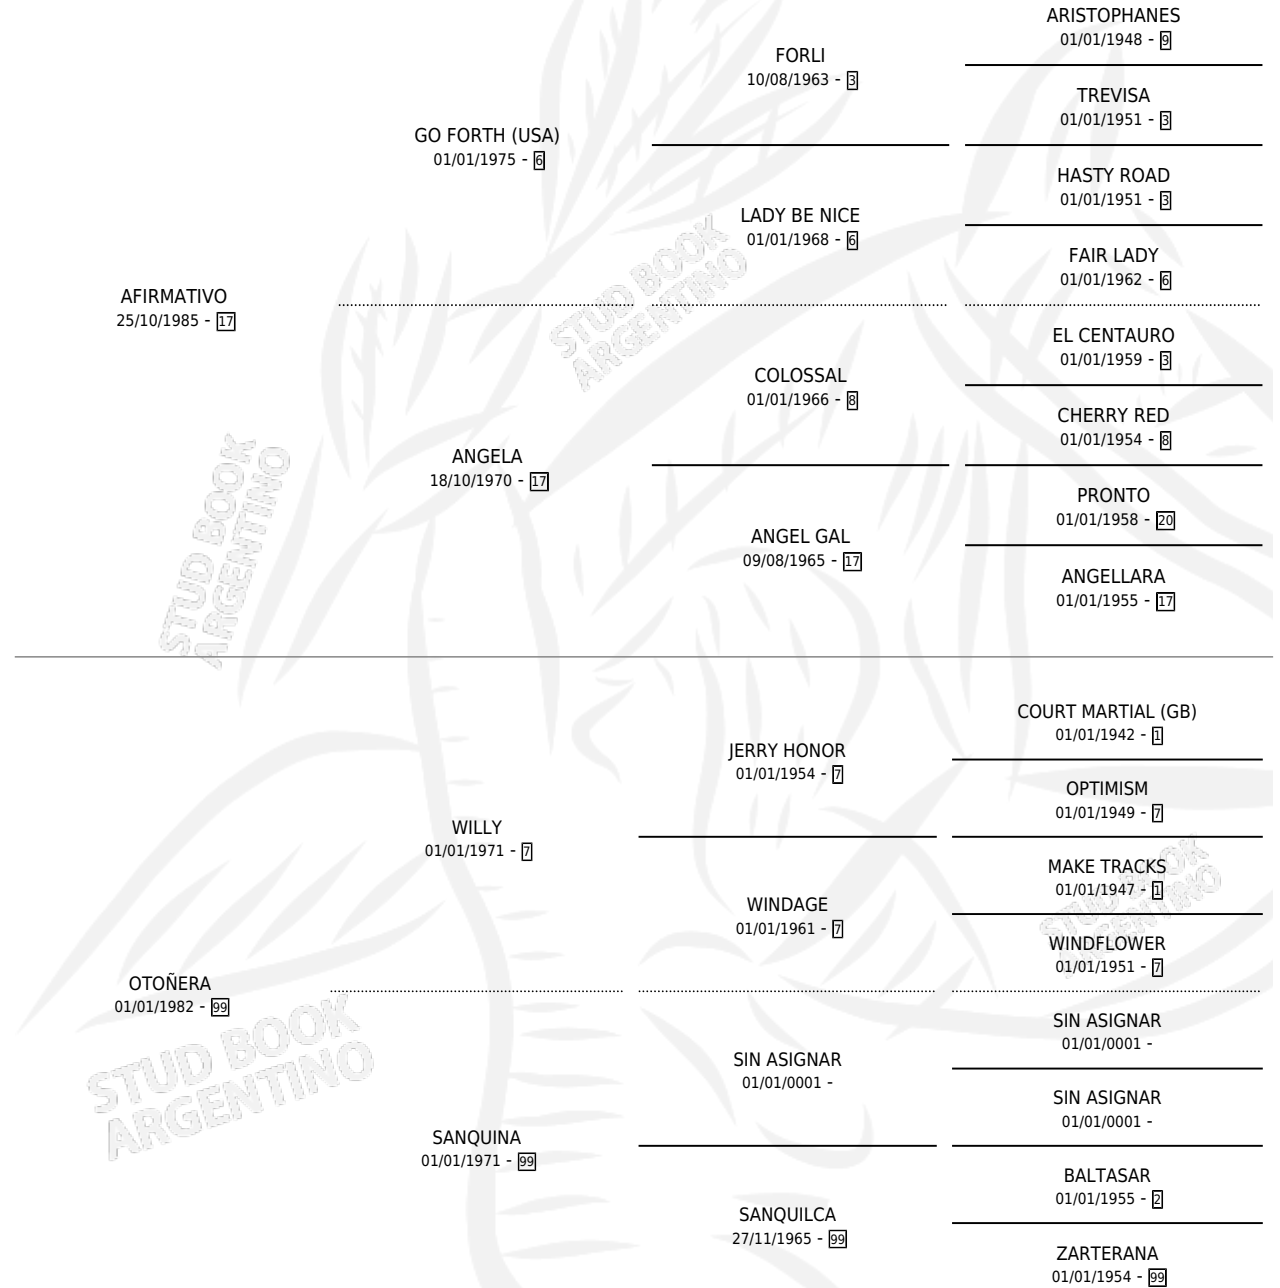 ARISTOPHANES
01/01/1948 - 9
FORLI
10/08/1963 - 3
TREVISA
01/01/1951 - 3
GO FORTH (USA)
01/01/1975 - 6
HASTY ROAD
01/01/1951 - 3
LADY BE NICE
01/01/1968 - 6
FAIR LADY
01/01/1962 - 6
AFIRMATIVO
25/10/1985 - 17
STUD BOOK
ARGENTINO
EL CENTAURO
01/01/1959 - 3
COLOSSAL
01/01/1966 - 8
CHERRY RED
01/01/1954 - 8
ANGELA
18/10/1970 - 17
PRONTO
01/01/1958 - 20
ANGEL GAL
09/08/1965 - 17
ANGELLARA
01/01/1955 - 17
STUD BOOK
ARGENTINO
COURT MARTIAL (GB)
01/01/1942 - 1
JERRY HONOR
01/01/1954 - 7
OPTIMISM
01/01/1949 - 7
WILLY
01/01/1971 - 7
MAKE TRACKS
01/01/1947 - 1
WINDAGE
01/01/1961 - 7
STUD BOOK
ARGENTINO
WINDFLOWER
01/01/1951 - 7
OTOÑERA
01/01/1982 - 99
SIN ASIGNAR
01/01/0001 -
SIN ASIGNAR
01/01/0001 -
STUD BOOK
ARGENTINO
SIN ASIGNAR
01/01/0001 -
SANQUINA
01/01/1971 - 99
BALTASAR
01/01/1955 - 2
SANQUILCA
27/11/1965 - 99
ZARTERANA
01/01/1954 - 99